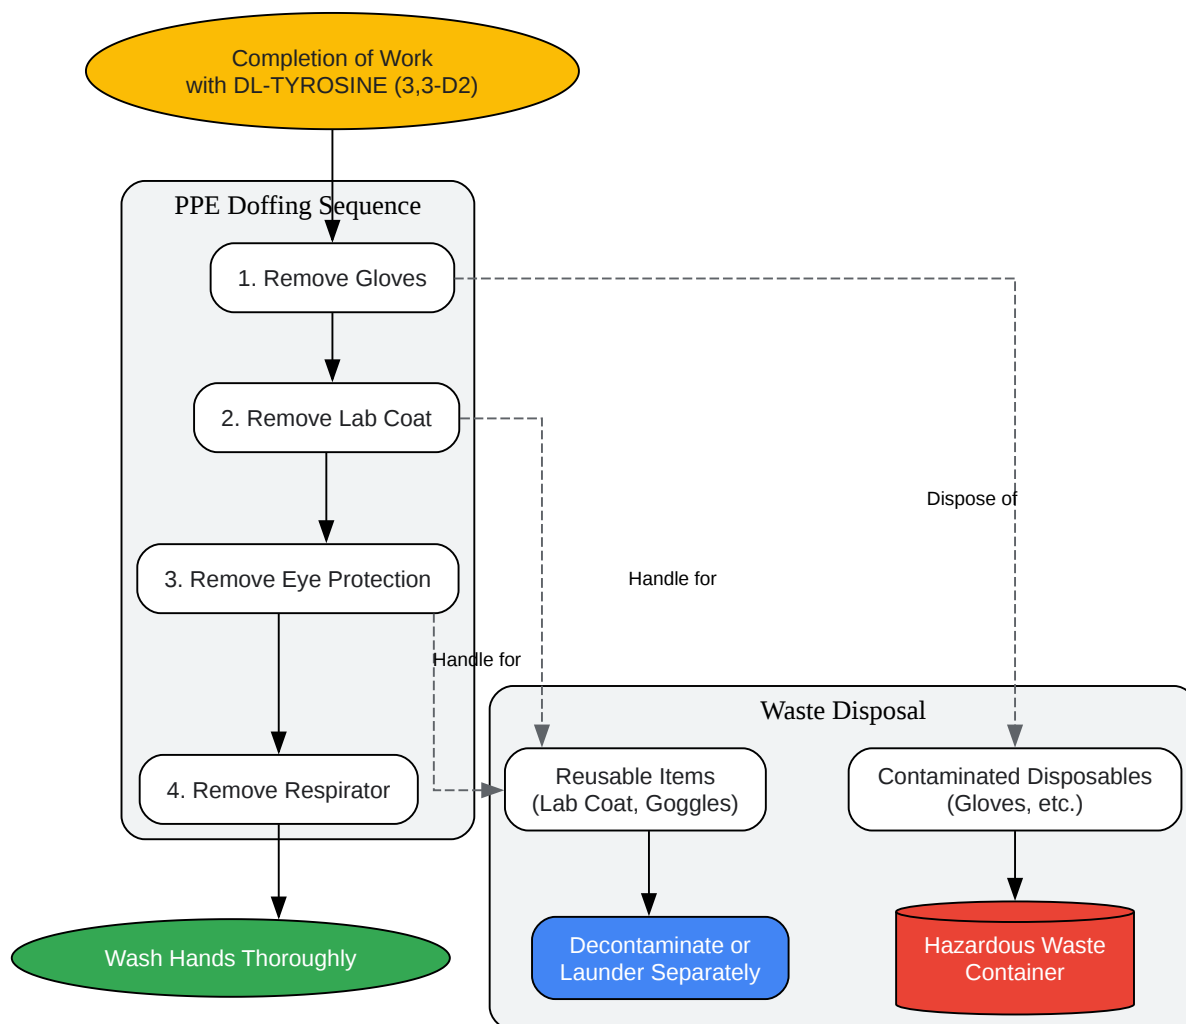 Completion of Work
with DL-TYROSINE (3,3-D2)
PPE Doffing Sequence
1. Remove Gloves
2. Remove Lab Coat
Dispose of
3. Remove Eye Protection
Handle for
Handle for
Waste Disposal
4. Remove Respirator
Reusable Items
(Lab Coat, Goggles)
Contaminated Disposables
(Gloves, etc.)
Wash Hands Thoroughly
Decontaminate or
Launder Separately
Hazardous Waste
Container